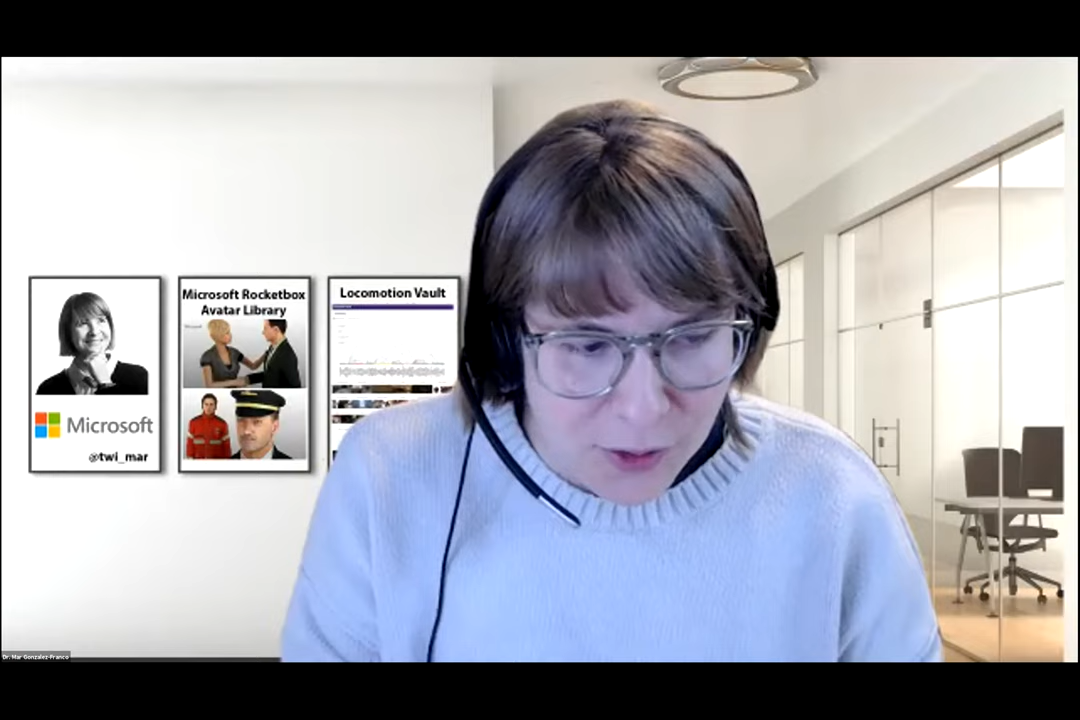 Microsoft
@twi_mar
Microsoft Rocketbox
Avatar Library
Locomotion Vault
Dr. Mar Gonzalez-Franco